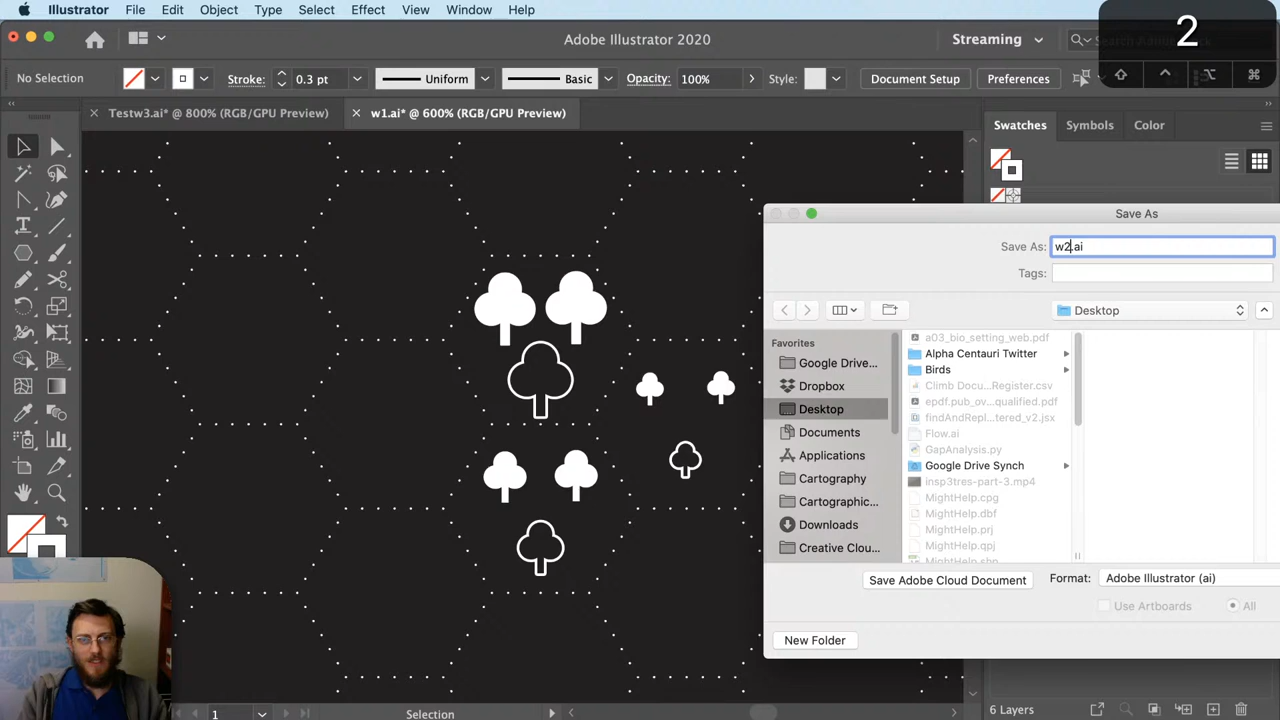 Illustrator File Edit Object Type Select Effect View Window Help
2
Adobe Illustrator 2020
Streaming
No Selection
Stroke:
0.3 pt
Uniform
Basic
Opacity:
100%
Style:
Document Setup
Preferences
Testw3.ai* @ 800% (RGB/GPU Preview)
w1.ai* @ 600% (RGB/GPU Preview)
Swatches
Symbols
Color
Save As
Save As:
w2.ai
Tags:
Desktop
Favorites
Google Drive...
Dropbox
Desktop
Documents
Applications
Cartography
Cartographic...
Downloads
Creative Clou...
a03_bio_setting_web.pdf
Alpha Centauri Twitter
Birds
Climb Docu...Register.csv
epdf.pub_ov...qualified.pdf
findAndRepl...tered_v2.jsx
Flow.ai
GapAnalysis.py
Google Drive Synch
insp3tres-part-3.mp4
MightHelp.cpg
MightHelp.dbf
MightHelp.prj
MightHelp.qpj
MightHelp.shp
Save Adobe Cloud Document
Format:
Adobe Illustrator (ai)
Use Artboards
All
New Folder
1
Selection
6 Layers